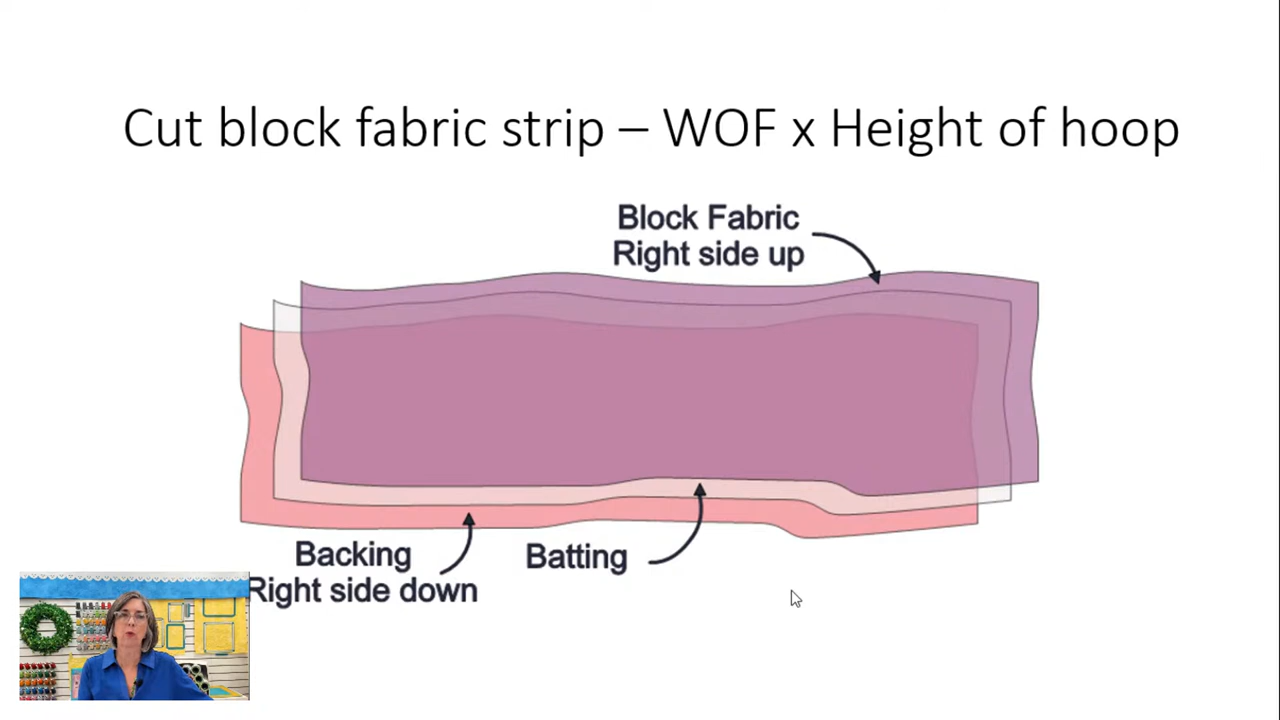 Cut block fabric strip – WOF x Height of hoop
Block Fabric
Right side up
Backing
Right side down
Batting